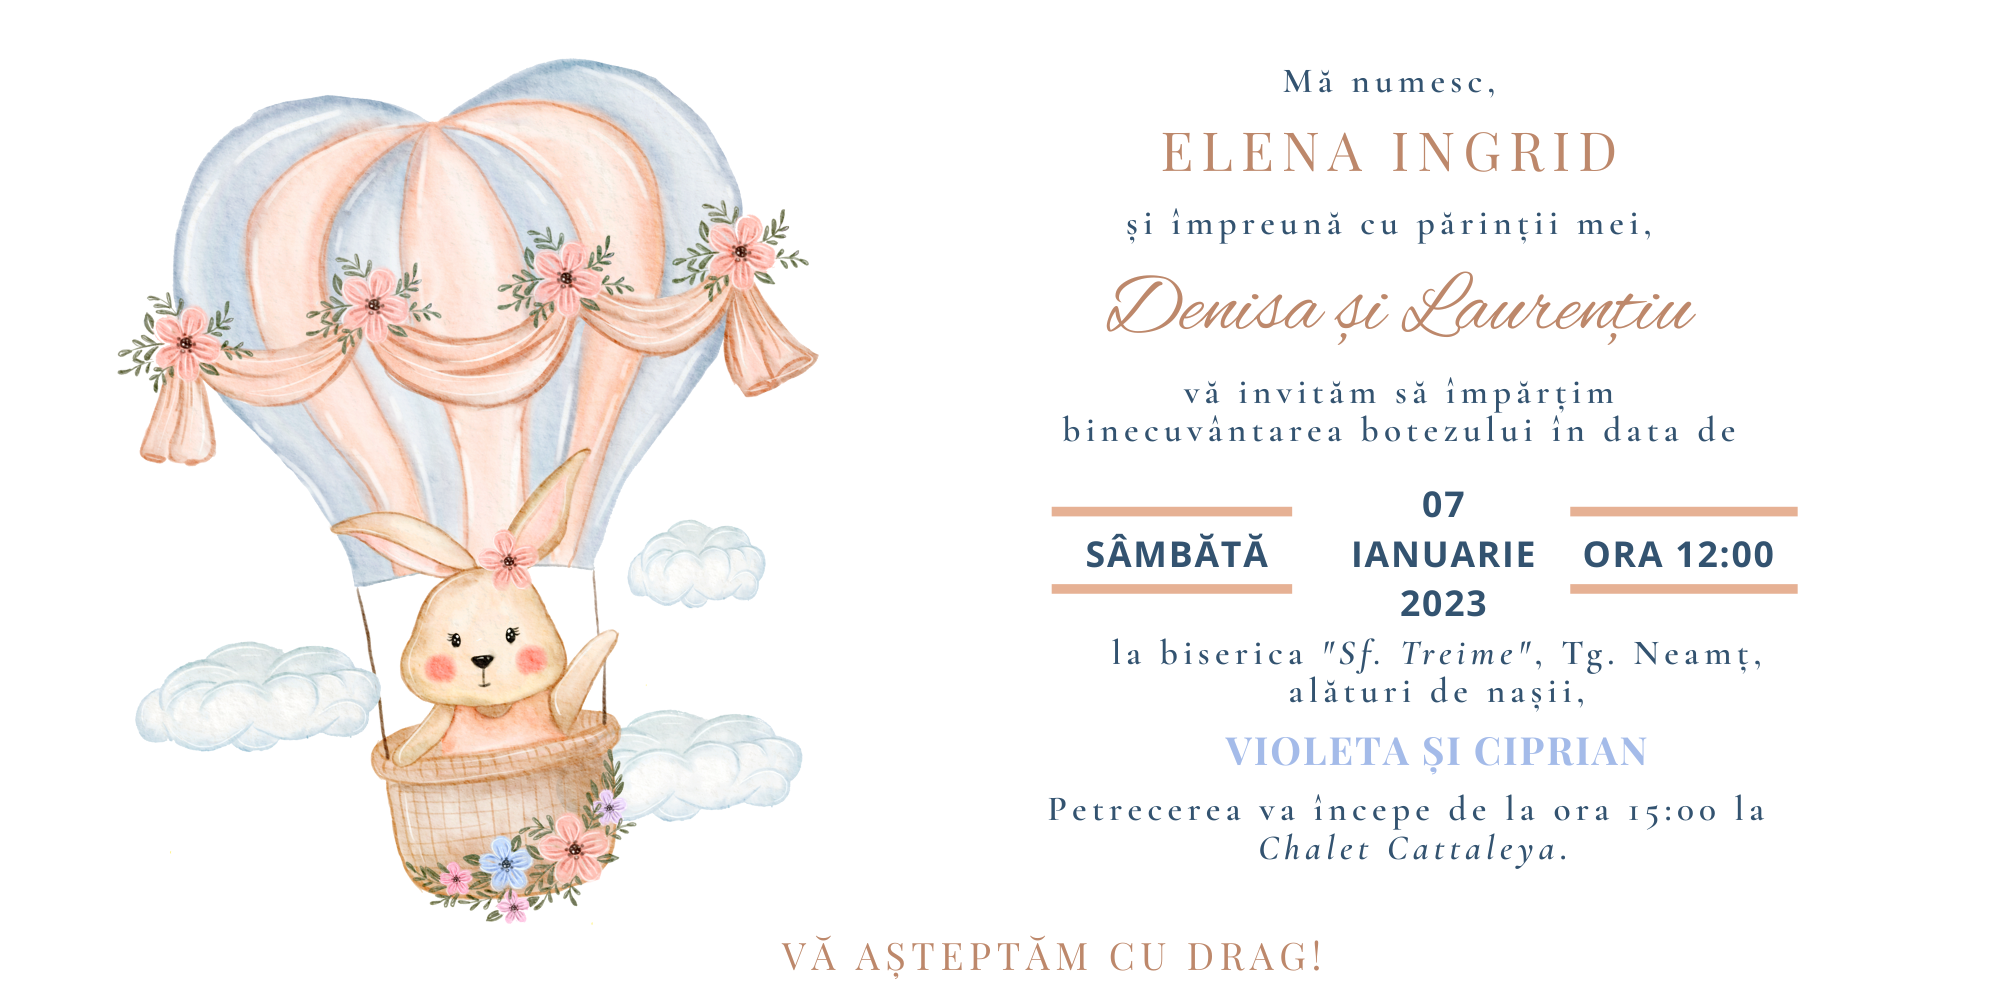 Mă numesc,
ELENA INGRID
și împreună cu părinții mei,
Denisa și Laurențiu
vă invităm să împărțim
binecuvântarea botezului în data de
SÂMBĂTĂ
07
IANUARIE
2023
ORA 12:00
la biserica "Sf. Treime", Tg. Neamț,
alături de nașii,
VIOLETA ȘI CIPRIAN
Petrecerea va începe de la ora 15:00 la
Chalet Cattaleya.
VĂ AȘTEPTĂM CU DRAG!